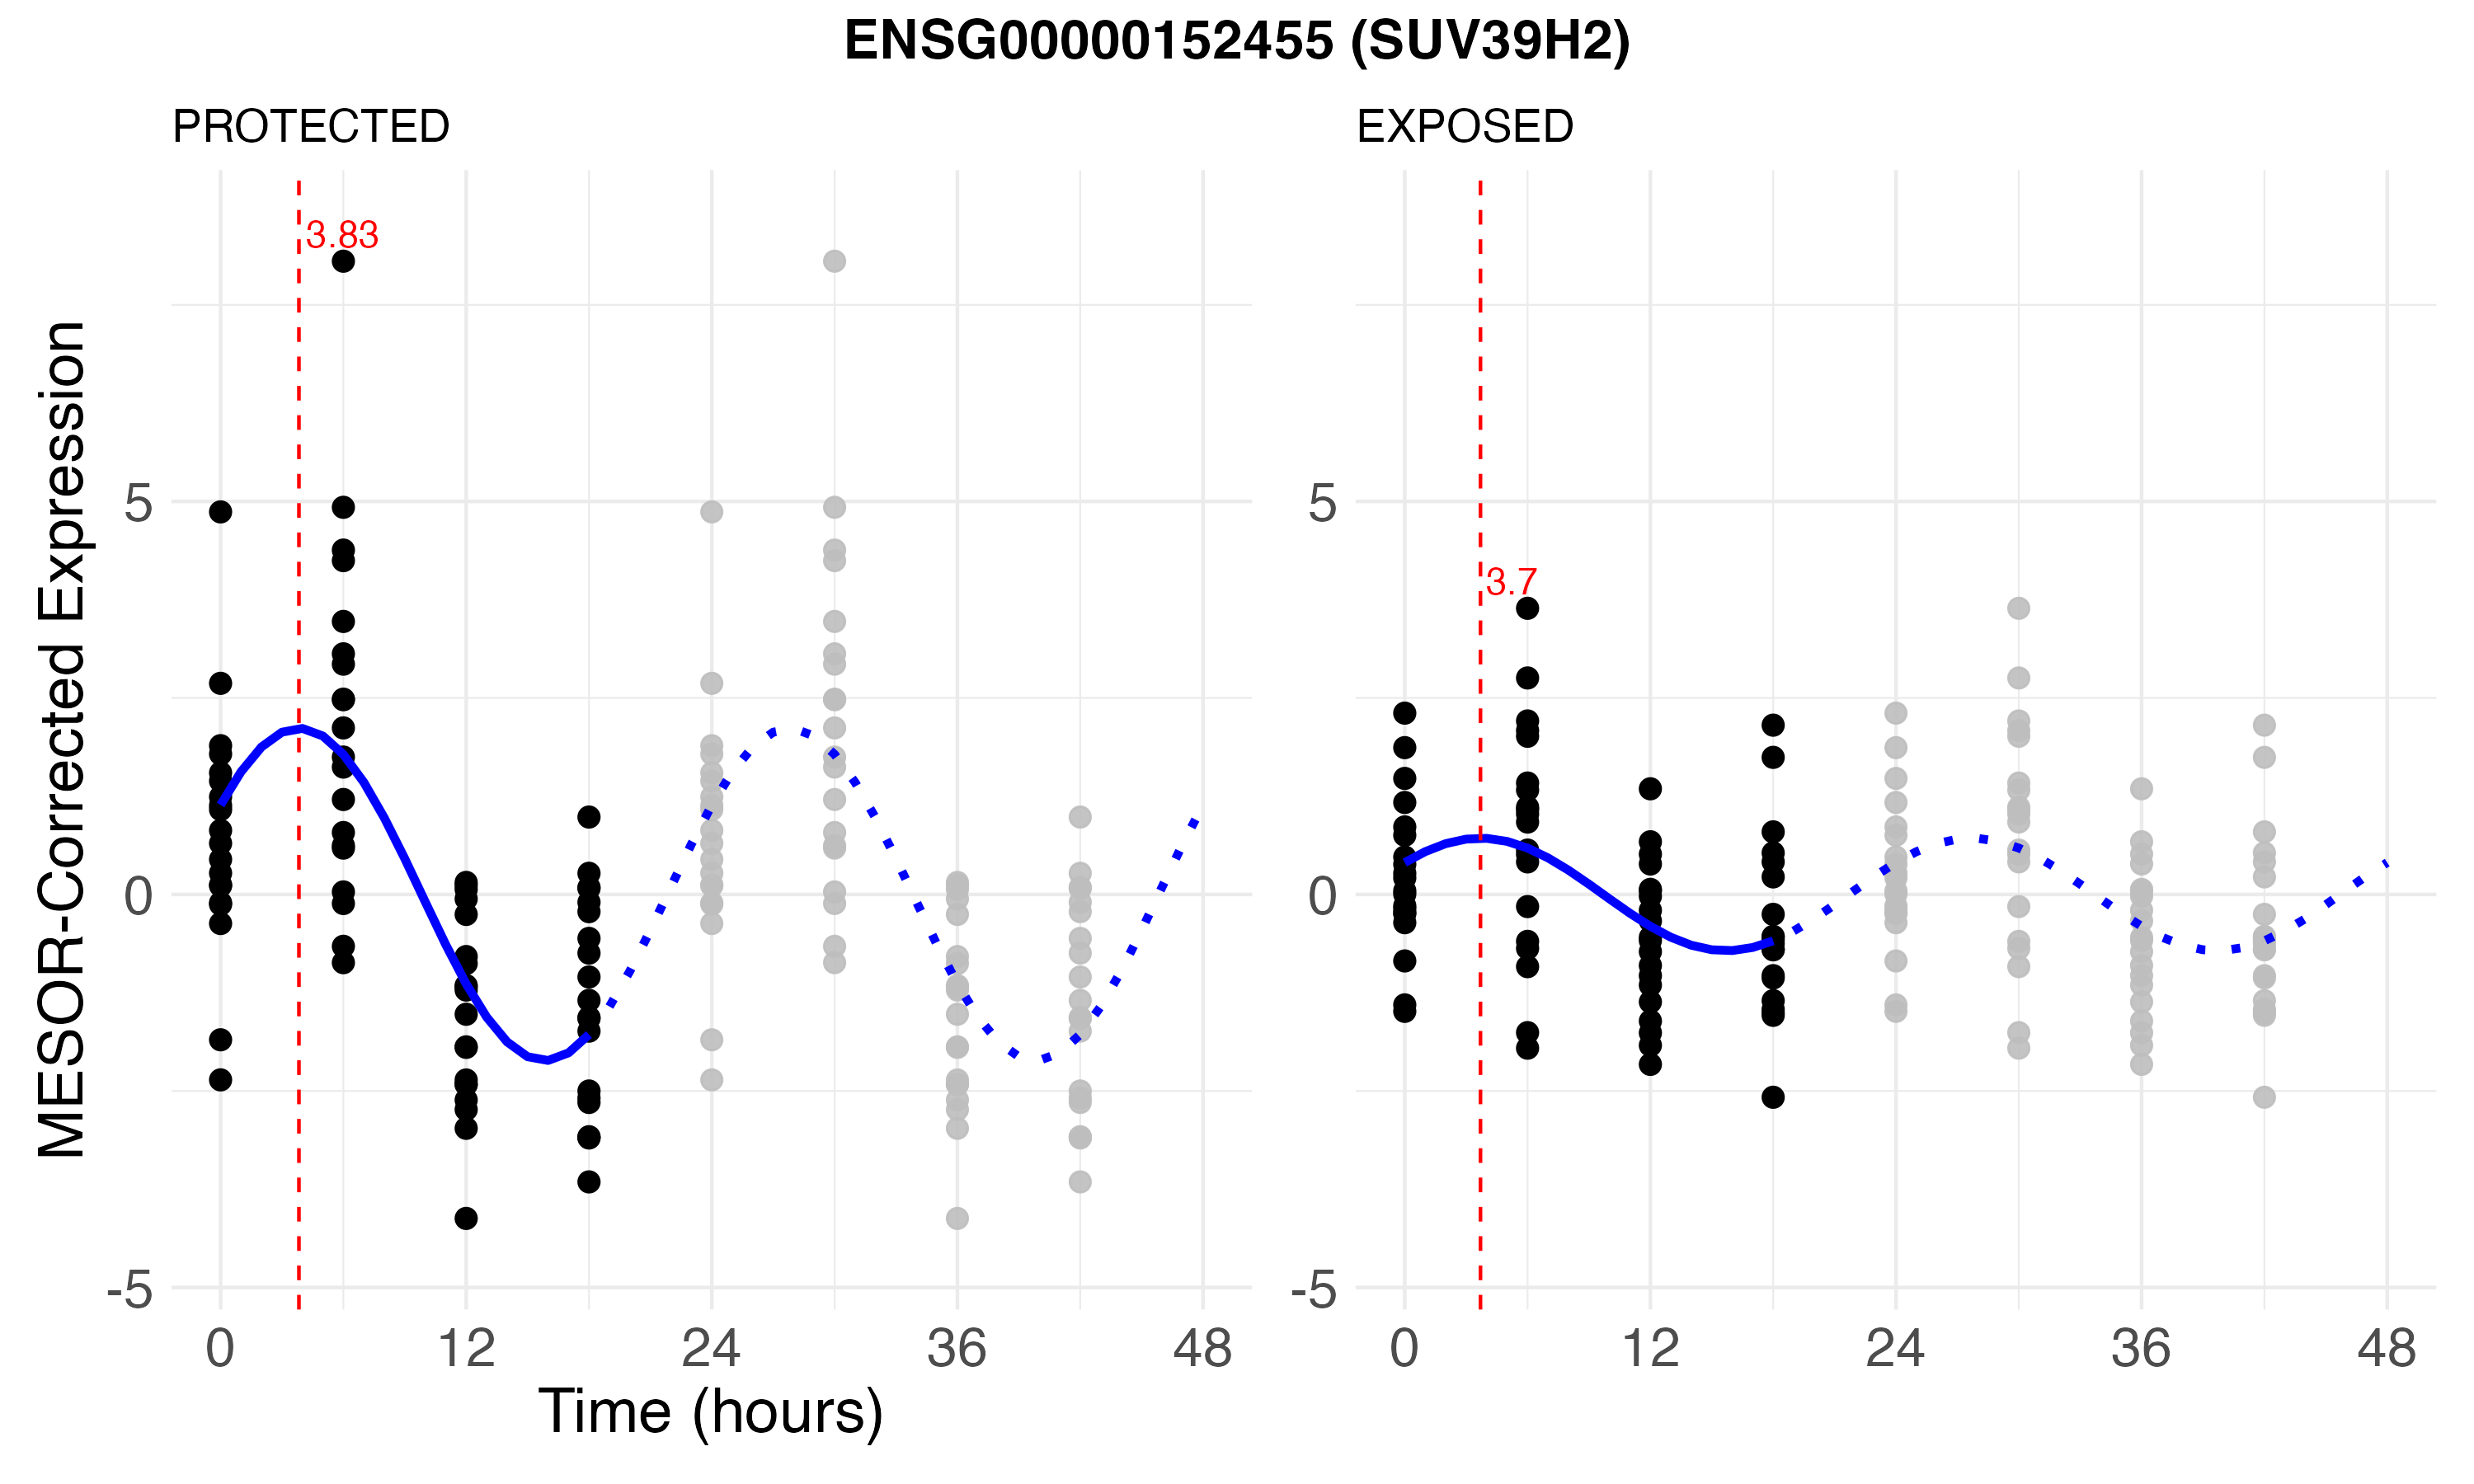 ENSG00000152455 (SUV39H2)
PROTECTED
EXPOSED
MESOR-Corrected Expression
3.83
5
0
-5
0 12 24 36 48
3.7
5
0
-5
0 12 24 36 48
Time (hours)